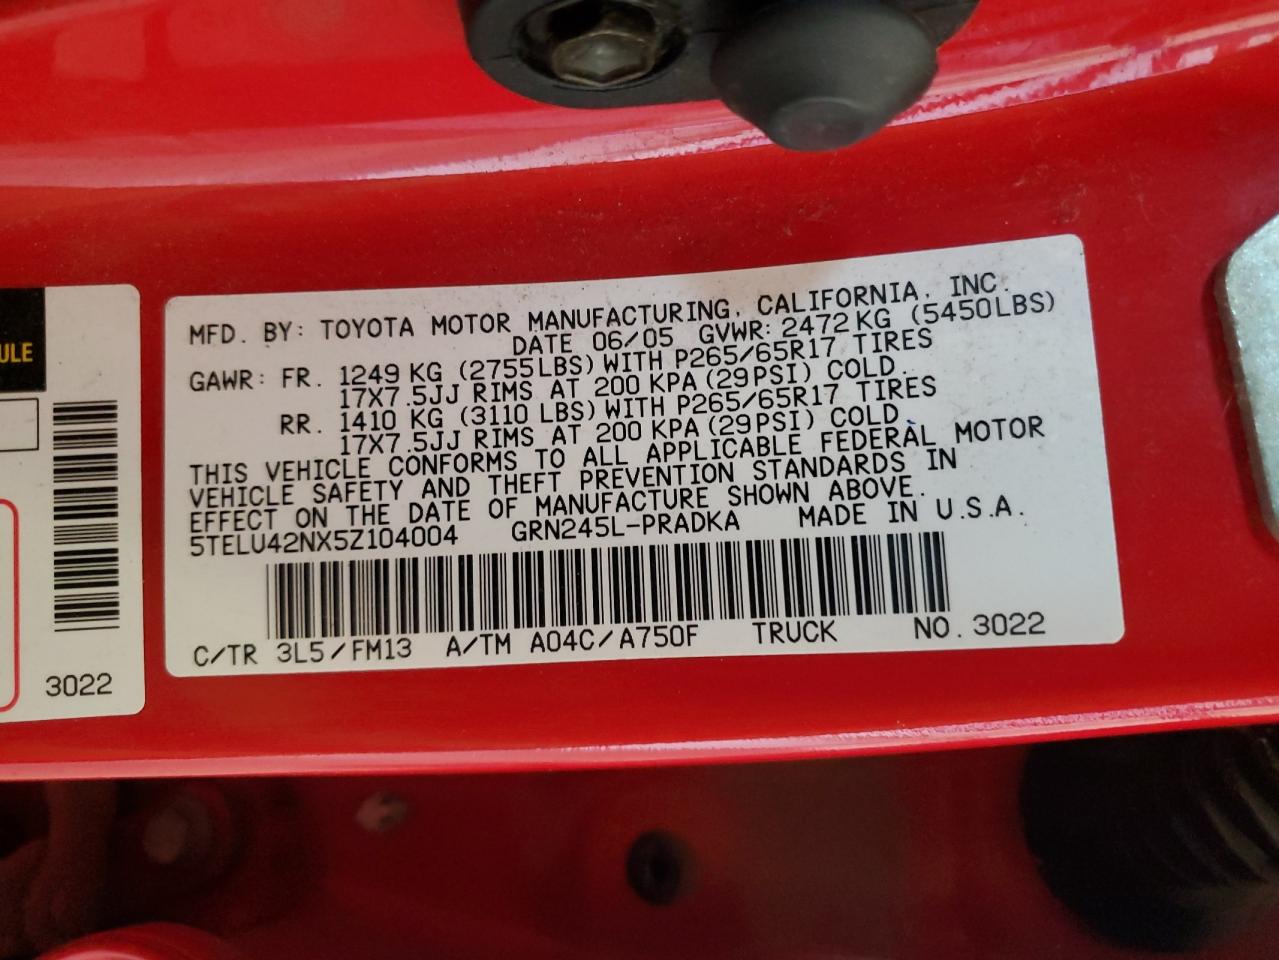 ULE
3022
MFD. BY: TOYOTA MOTOR MANUFACTURING, CALIFORNIA, INC.
DATE 06/05 GVWR: 2472 KG (5450LBS)
GAWR: FR. 1249 KG (2755LBS) WITH P265/65R17 TIRES
17X7.5JJ RIMS AT 200 KPA (29PSI) COLD.
RR. 1410 KG (3110 LBS) WITH P265/65R17 TIRES
17X7.5JJ RIMS AT 200 KPA (29PSI) COLD
THIS VEHICLE CONFORMS TO ALL APPLICABLE FEDERAL MOTOR
VEHICLE SAFETY AND THEFT PREVENTION STANDARDS IN
EFFECT ON THE DATE OF MANUFACTURE SHOWN ABOVE.
5TELU42NX5Z104004 GRN245L-PRADKA MADE IN U.S.A.
C/TR 3L5/FM13 A/TM A04C/A750F TRUCK NO. 3022